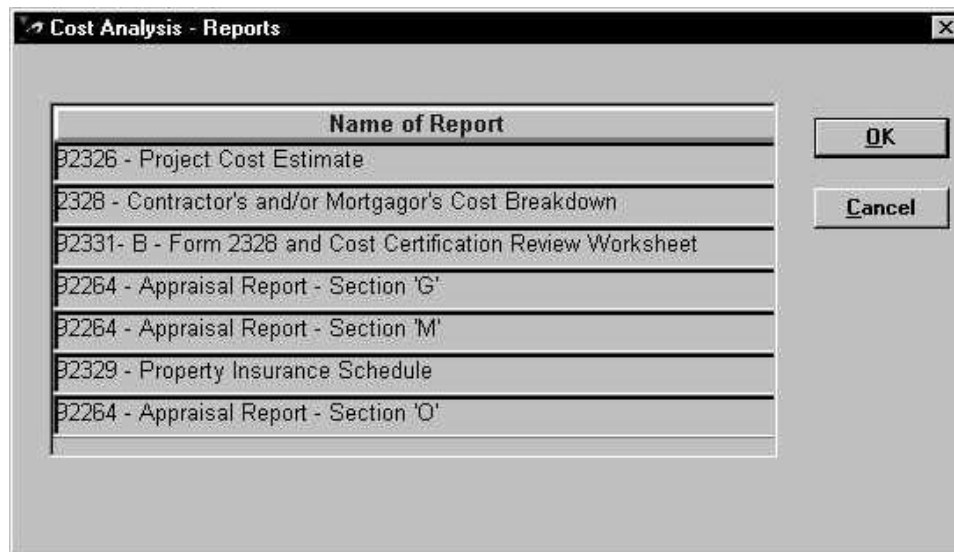 Cost Analysis - Reports
Name of Report
92326 - Project Cost Estimate
2328 - Contractor's and/or Mortgagor's Cost Breakdown
92331- B - Form 2328 and Cost Certification Review Worksheet
92264 - Appraisal Report - Section 'G'
92264 - Appraisal Report - Section 'M'
92329 - Property Insurance Schedule
92264 - Appraisal Report - Section 'O'
OK
Cancel